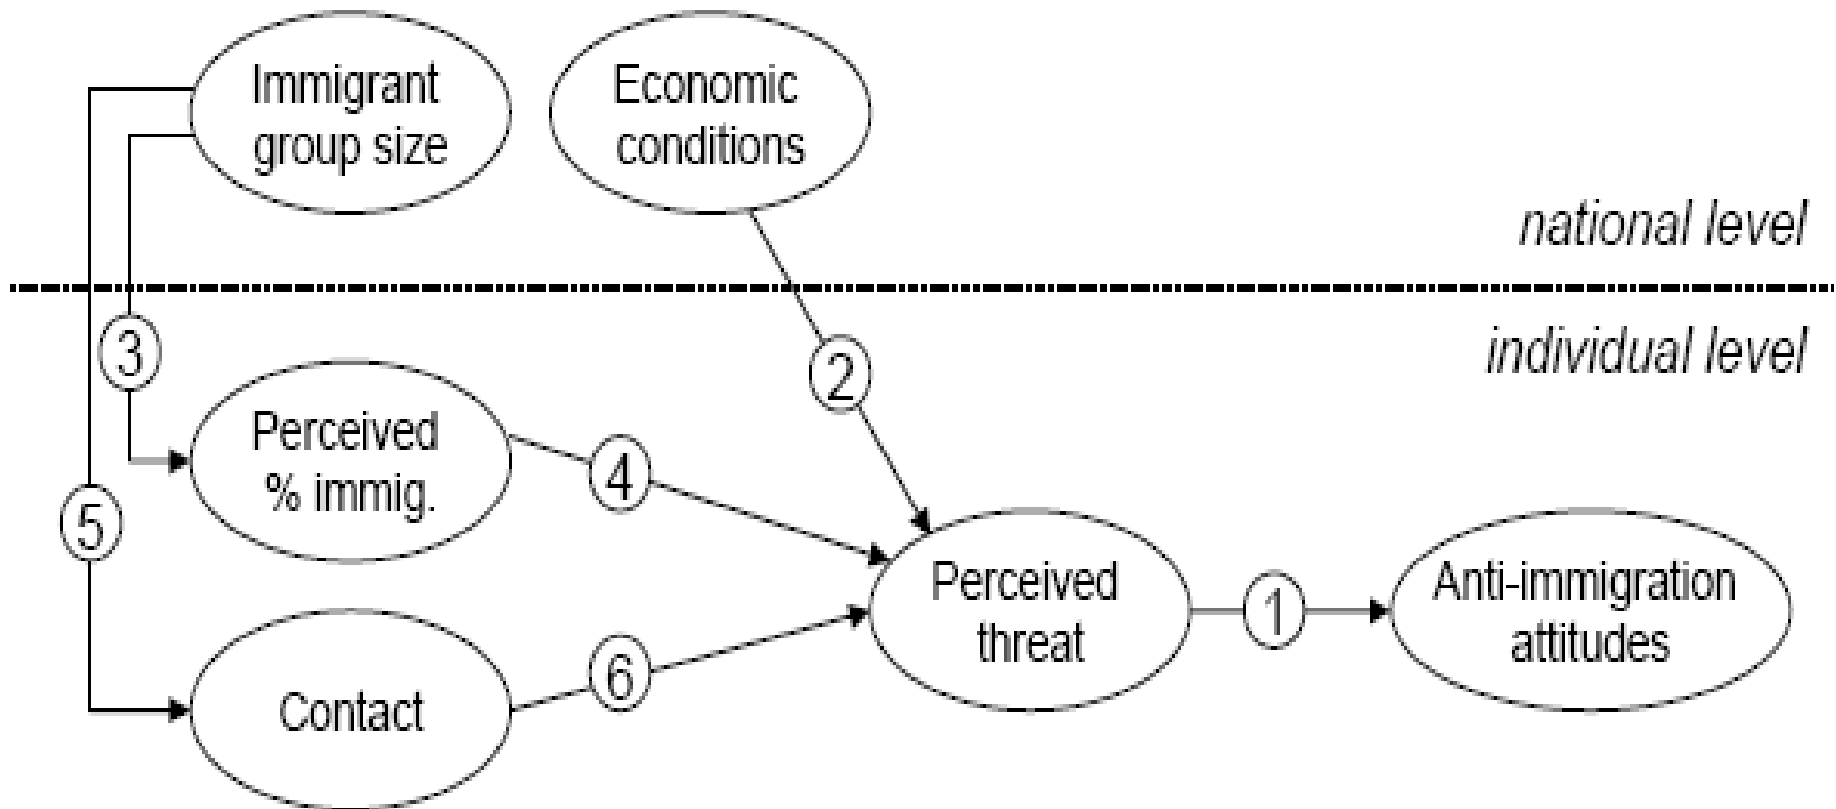 Immigrant
group size
Economic
conditions
national level
individual level
3
2
Perceived
% immig.
4
5
Perceived
threat
1
Anti-immigration
attitudes
6
Contact